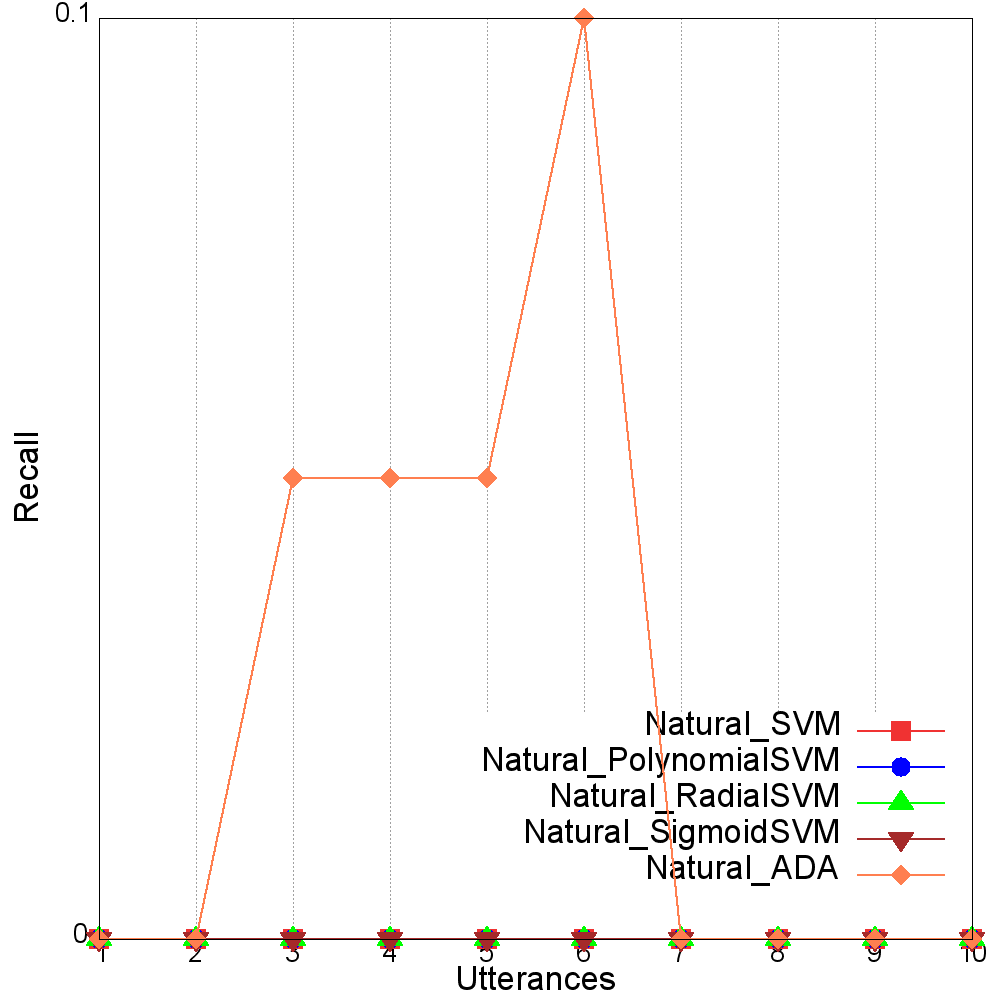 0.1
Recall
Natural_SVM
Natural_PolynomialSVM
Natural_RadialSVM
Natural_SigmoidSVM
Natural_ADA
0
1 2 3 4 5 6 7 8 9 10
Utterances